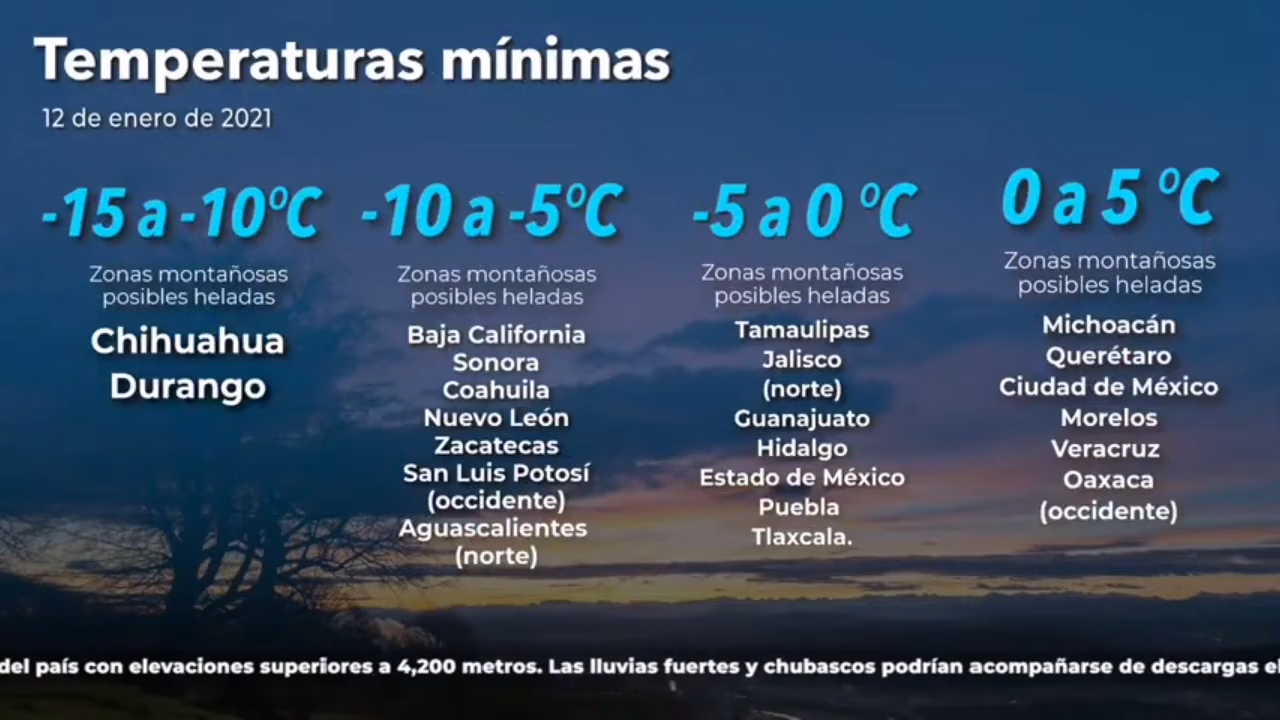 Temperaturas mínimas
12 de enero de 2021
-15 a -10ºC
Zonas montañosas
posibles heladas
Chihuahua
Durango
-10 a -5ºC
Zonas montañosas
posibles heladas
Baja California
Sonora
Coahuila
Nuevo León
Zacatecas
San Luis Potosí
(occidente)
Aguascalientes
(norte)
-5 a 0 ºC
Zonas montañosas
posibles heladas
Tamaulipas
Jalisco
(norte)
Guanajuato
Hidalgo
Estado de México
Puebla
Tlaxcala.
0 a 5 ºC
Zonas montañosas
posibles heladas
Michoacán
Querétaro
Ciudad de México
Morelos
Veracruz
Oaxaca
(occidente)
del país con elevaciones superiores a 4,200 metros. Las lluvias fuertes y chubascos podrían acompañarse de descargas el